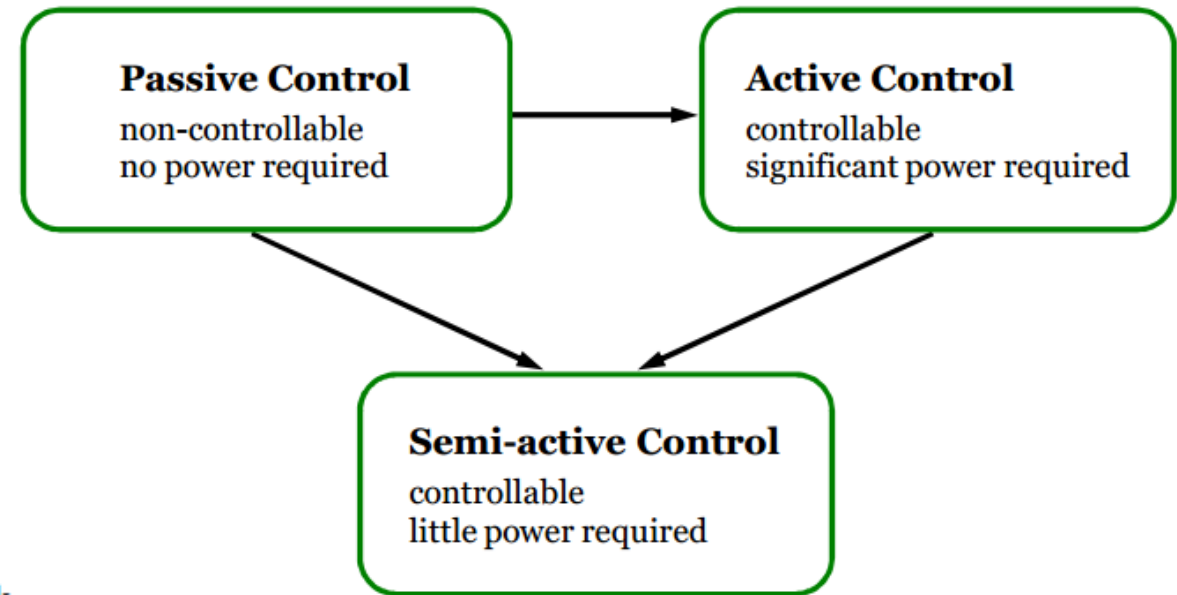 Passive Control
non-controllable
no power required
Active Control
controllable
significant power required
Semi-active Control
controllable
little power required